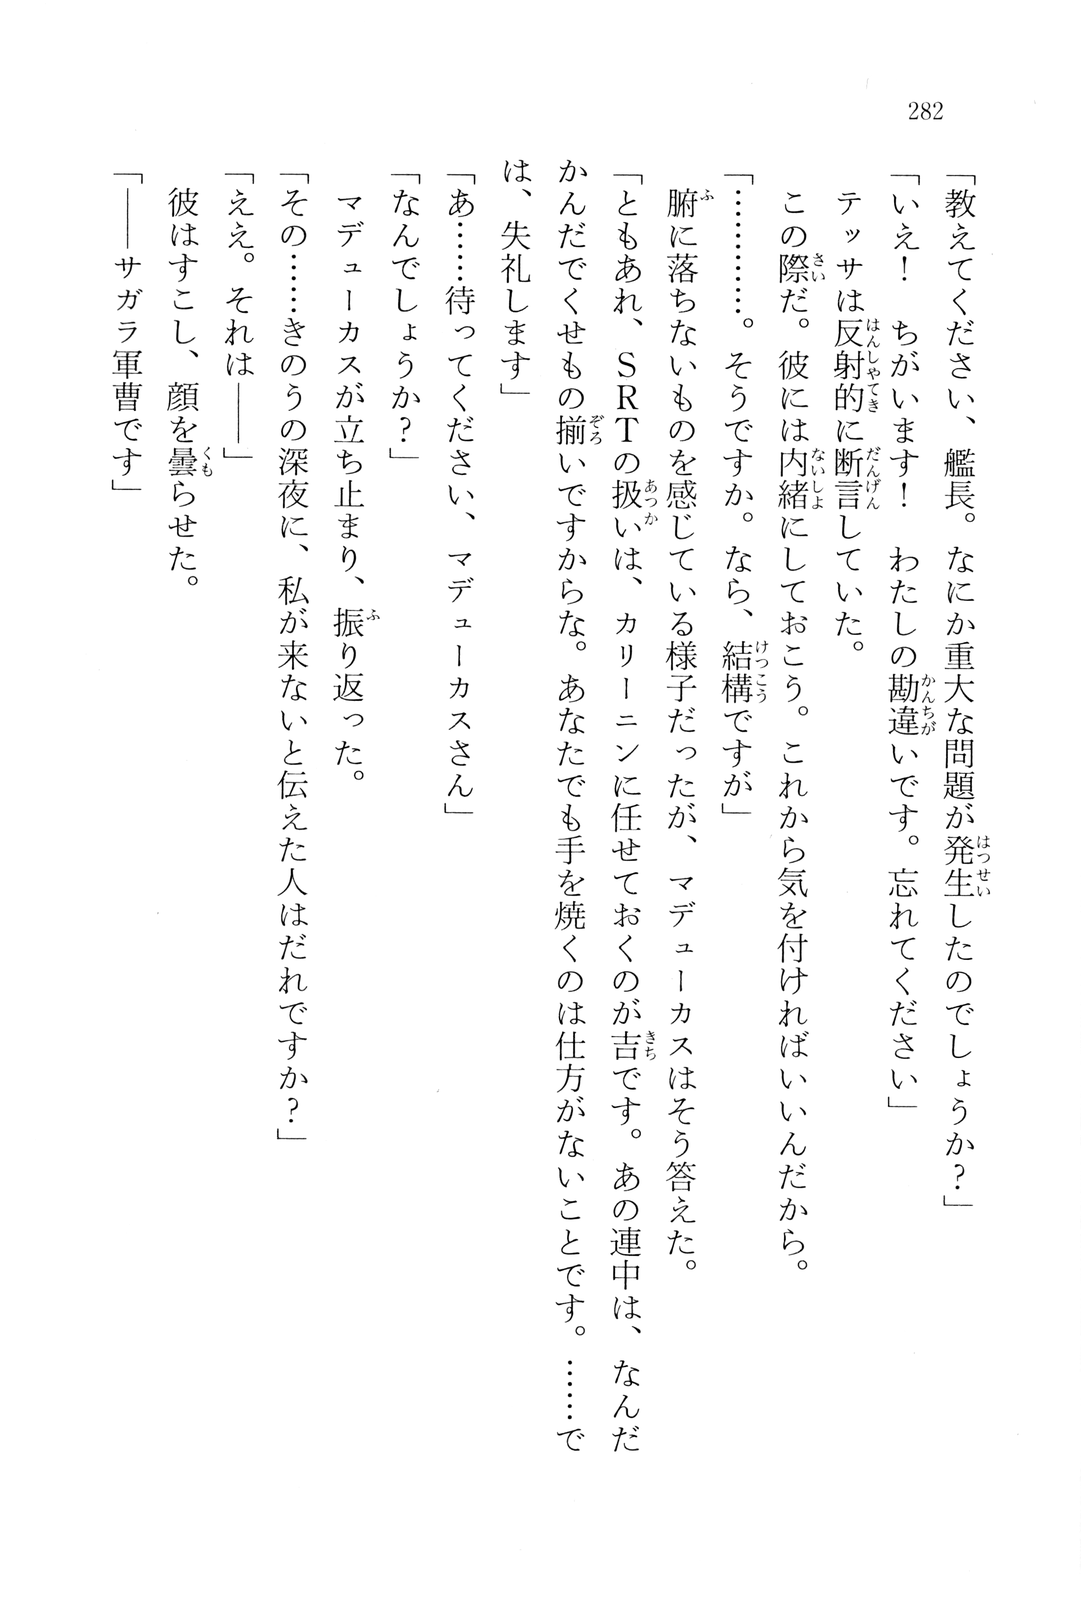 282
「教えてください、艦長。なにか重大な問題が発生したのでしょうか？」
「いえ！　ちがいます！　わたしの勘違いです。忘れてください」
　テッサは反射的に断言していた。
　この際だ。彼には内緒にしておこう。これから気を付ければいいんだから。
「…………。そうですか。なら、結構ですが」
　腑に落ちないものを感じている様子だったが、マデューカスはそう答えた。
「ともあれ、ＳＲＴの扱いは、カリーニンに任せておくのが吉です。あの連中は、なんだ
かんだでくせもの揃いですからな。あなたでも手を焼くのは仕方がないことです。……で
は、失礼します」
「あ……待ってください、マデューカスさん」
「なんでしょうか？」
　マデューカスが立ち止まり、振り返った。
「その……きのうの深夜に、私が来ないと伝えた人はだれですか？」
「ええ。それは――」
　彼はすこし、顔を曇らせた。
「――サガラ軍曹です」